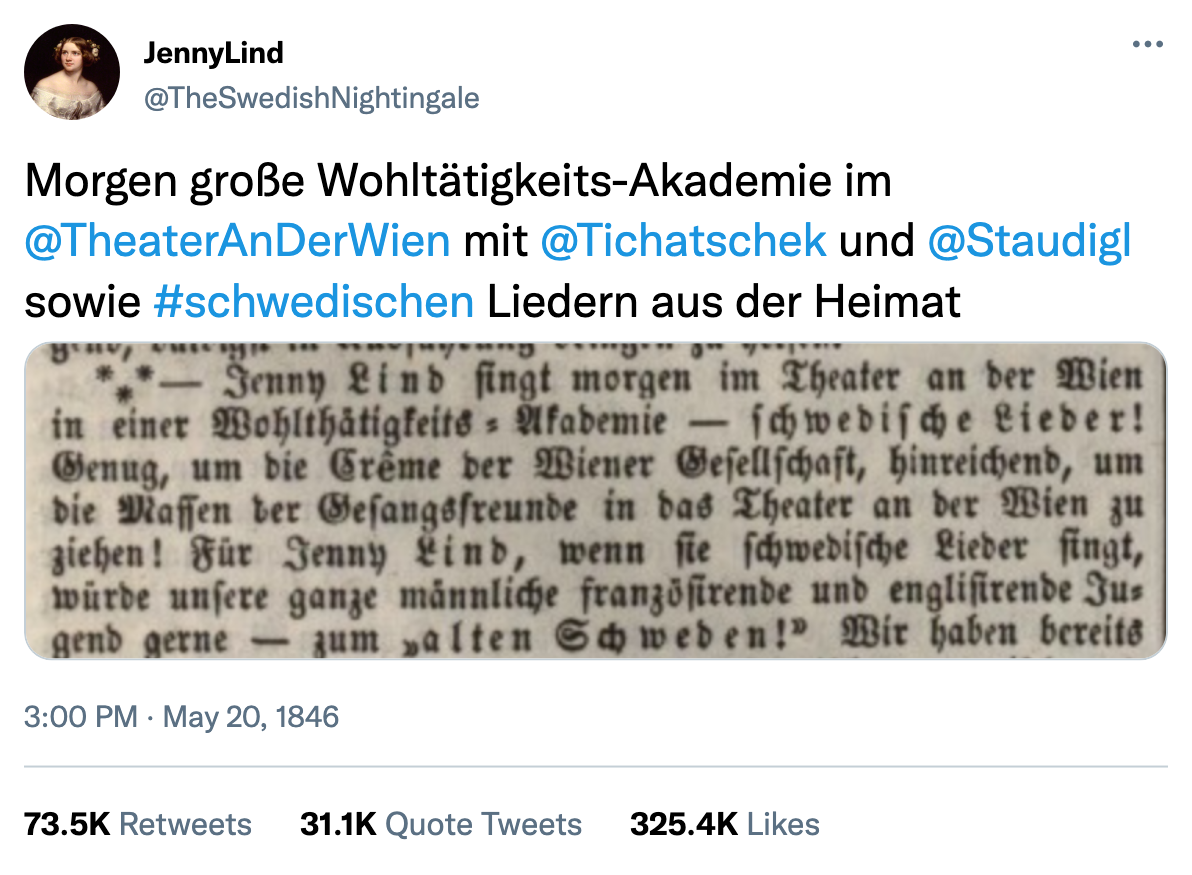 JennyLind
@TheSwedishNightingale
Morgen große Wohltätigkeits-Akademie im
@TheaterAnDerWien mit @Tichatschek und @Staudigl
sowie #schwedischen Liedern aus der Heimat
*** — Jenny Lind ſingt morgen im Theater an der Wien
in einer Wohlthätigkeits-Akademie — ſchwediſche Lieder!
Genug, um die Crême der Wiener Geſellſchaft, hinreichend, um
die Maſſen der Geſangsfreunde in das Theater an der Wien zu
ziehen! Für Jenny Lind, wenn ſie ſchwediſche Lieder ſingt,
würde unſere ganze männliche franzöſirende und engliſirende Ju-
gend gerne — zum „alten Schweden!” Wir haben bereits
3:00 PM · May 20, 1846
73.5K Retweets 31.1K Quote Tweets 325.4K Likes